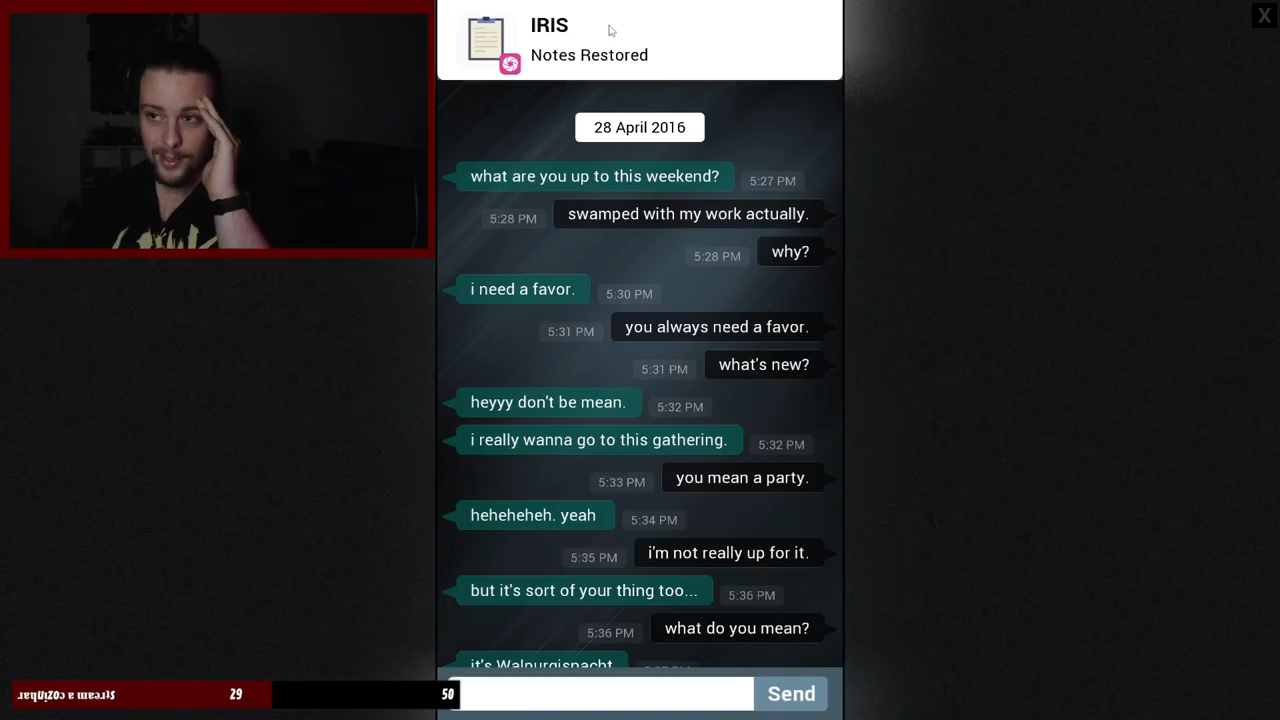 IRIS
Notes Restored
X
28 April 2016
what are you up to this weekend?
5:27 PM
swamped with my work actually.
5:28 PM
why?
5:28 PM
i need a favor.
5:30 PM
you always need a favor.
5:31 PM
what's new?
5:31 PM
heyyy don't be mean.
5:32 PM
i really wanna go to this gathering.
5:32 PM
you mean a party.
5:33 PM
heheheheh. yeah
5:34 PM
i'm not really up for it.
5:35 PM
but it's sort of your thing too...
5:36 PM
what do you mean?
5:36 PM
it's Walpurgisnacht
Send
29
50